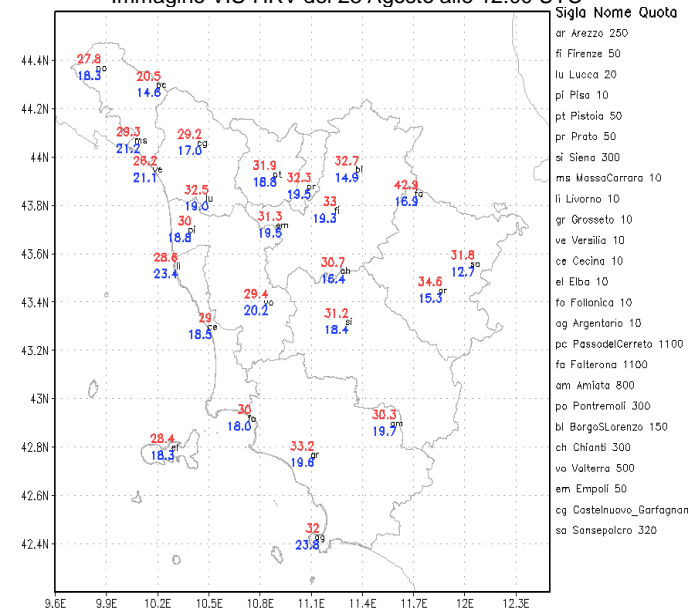 Immagine VIS HRV del 28 Agosto alle 12:00 UTC
Sigla Nome Quota
ar Arezzo 250
fi Firenze 50
lu Lucca 20
pi Pisa 10
pt Pistoia 50
pr Prato 50
si Siena 300
ms MassaCarrara 10
li Livorno 10
gr Grosseto 10
ve Versilia 10
ce Cecina 10
el Elba 10
fo Follonica 10
ag Argentario 10
pc PassodelCerreto 1100
fa Falterona 1100
am Amiata 800
po Pontremoli 300
bl BorgoSLorenzo 150
ch Chianti 300
vo Valterra 500
em Empoli 50
cg Castelnuovo_Garfagnan
sa Sansepolcro 320
44.4N
44.2N
44N
43.8N
43.6N
43.4N
43.2N
43N
42.8N
42.6N
42.4N
27.8
po
18.3
20.5
pc
14.6
29.3
ms
21.2
29.2
cg
17.0
26.2
ve
21.1
31.9
pt
18.8
32.3
pr
19.5
32.7
bl
14.9
42.9
fa
16.9
32.5
lu
19.0
33
fi
19.3
30
pi
18.8
31.3
em
19.5
28.6
li
23.4
30.7
ch
16.4
31.8
sa
12.7
34.6
ar
15.3
29.4
vo
20.2
29
ce
18.5
31.2
si
18.4
30
fo
18.0
30.3
am
19.7
28.4
el
18.3
33.2
gr
19.6
32
ag
23.8
9.6E 9.9E 10.2E 10.5E 10.8E 11.1E 11.4E 11.7E 12E 12.3E